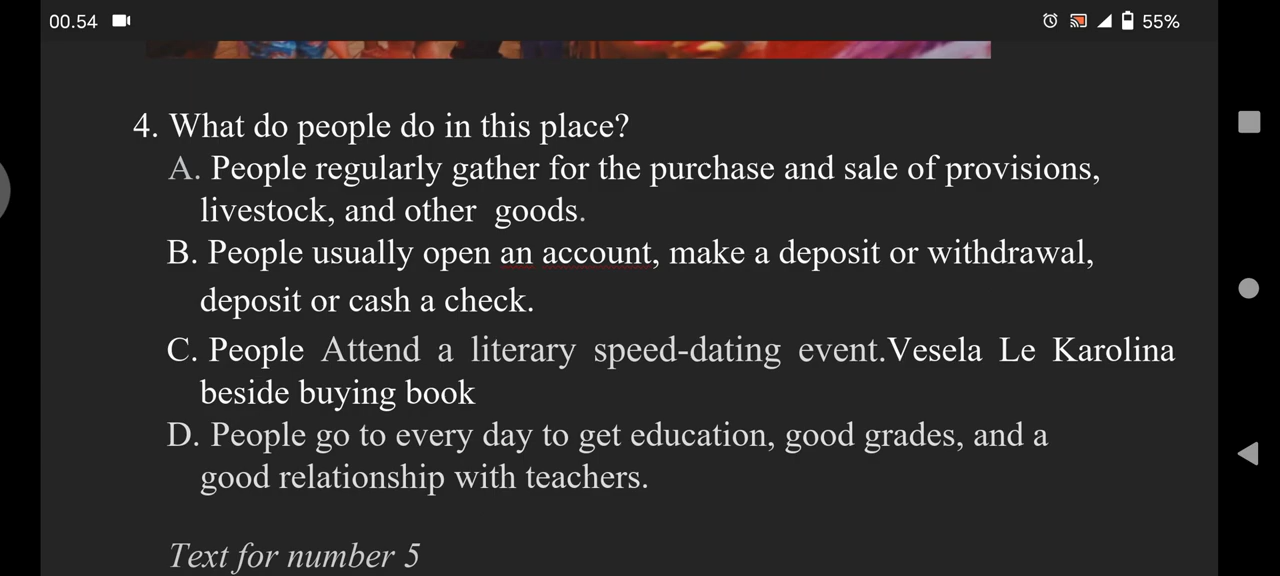 00.54 55%
4. What do people do in this place?
A. People regularly gather for the purchase and sale of provisions,
livestock, and other goods.
B. People usually open an account, make a deposit or withdrawal,
deposit or cash a check.
C. People Attend a literary speed-dating event.Vesela Le Karolina
beside buying book
D. People go to every day to get education, good grades, and a
good relationship with teachers.
Text for number 5